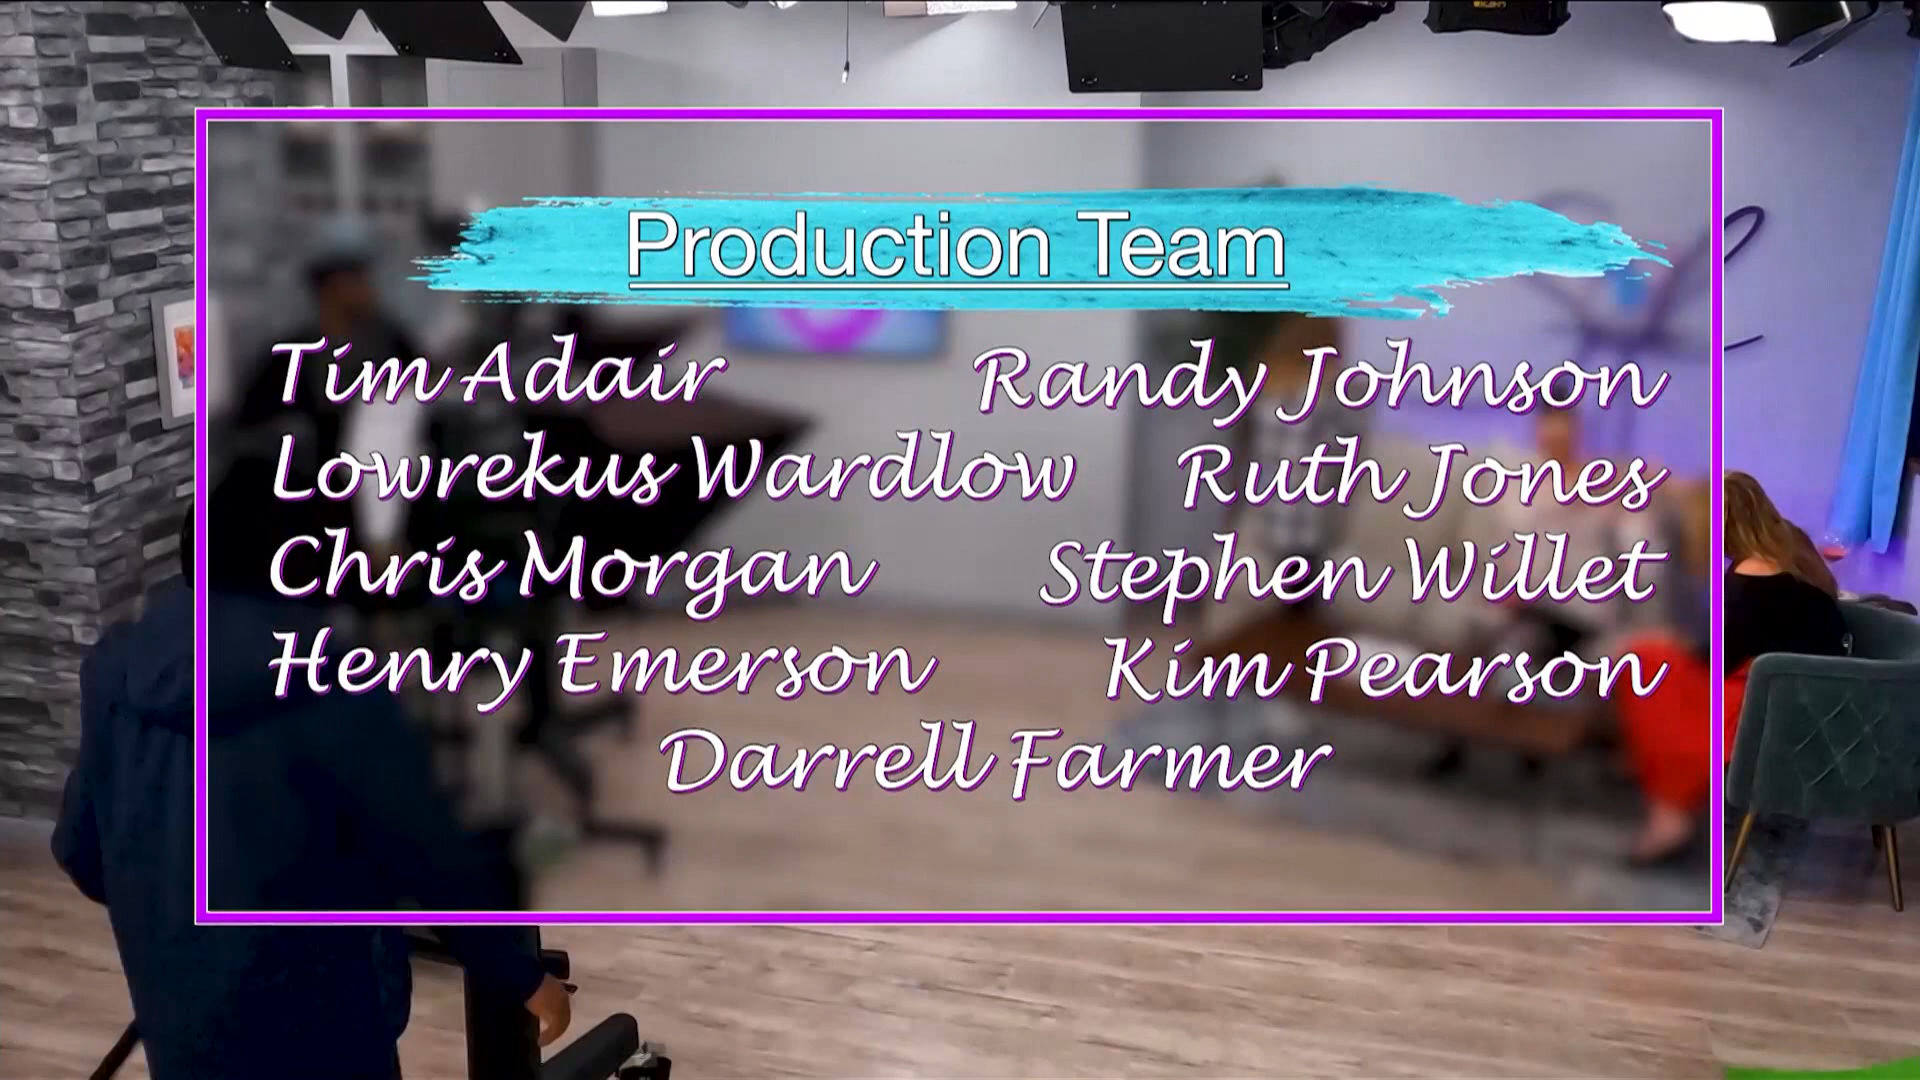 Production Team
Tim Adair
Randy Johnson
Lowrekus Wardlow
Ruth Jones
Chris Morgan
Stephen Willet
Henry Emerson
Kim Pearson
Darrell Farmer